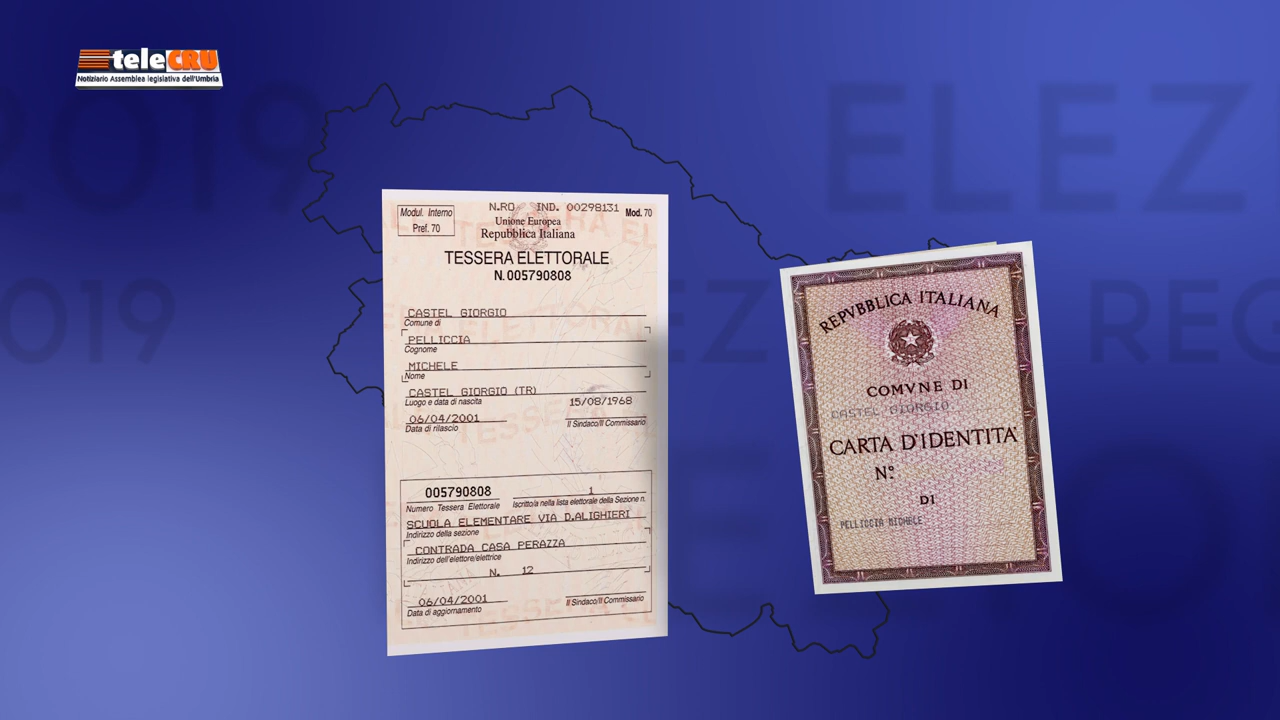 teleCRU
Notiziario Assemblea legislativa dell'Umbria
2019
ELEZ
2019
EZ
REG
Modul. Interno
Pref. 70
N.RO IND. 00298131
Mod. 70
Unione Europea
Repubblica Italiana
TESSERA ELETTORALE
N. 005790808
CASTEL GIORGIO
Comune di
PELLICCIA
Cognome
MICHELE
Nome
CASTEL GIORGIO (TR)
Luogo e data di nascita
15/08/1968
06/04/2001
Data di rilascio
Il Sindaco/Il Commissario
005790808
1
Numero Tessera Elettorale
Iscritto/a nella lista elettorale della Sezione n.
SCUOLA ELEMENTARE VIA D.ALIGHIERI
Indirizzo della sezione
CONTRADA CASA PERAZZA
Indirizzo dell'elettore/elettrice
N. 12
06/04/2001
Data di aggiornamento
Il Sindaco/Il Commissario
REPVBBLICA ITALIANA
COMVNE DI
CASTEL GIORGIO
CARTA D'IDENTITA'
N°.
DI
PELLICCIA MICHELE